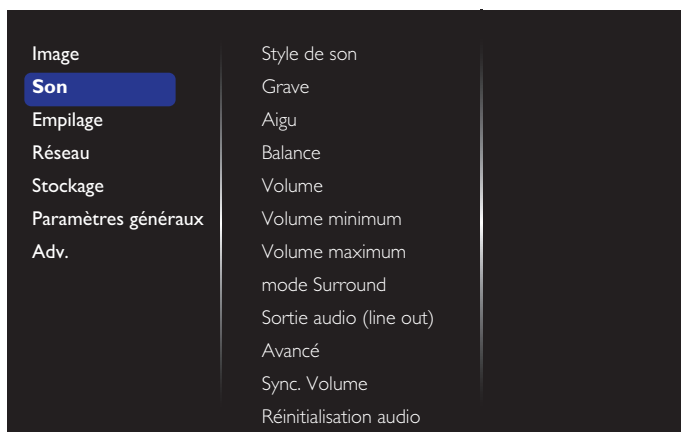 Image
Son
Empilage
Réseau
Stockage
Paramètres généraux
Adv.
Style de son
Grave
Aigu
Balance
Volume
Volume minimum
Volume maximum
mode Surround
Sortie audio (line out)
Avancé
Sync. Volume
Réinitialisation audio